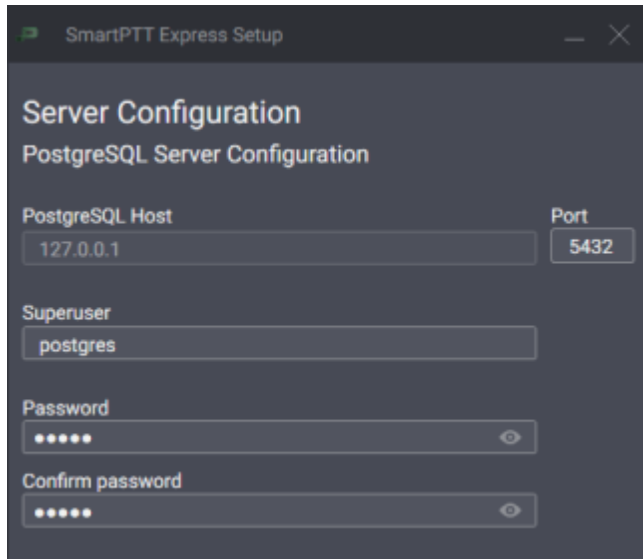 SmartPTT Express Setup
Server Configuration
PostgreSQL Server Configuration
PostgreSQL Host
Port
127.0.0.1
5432
Superuser
postgres
Password
•••••
Confirm password
•••••